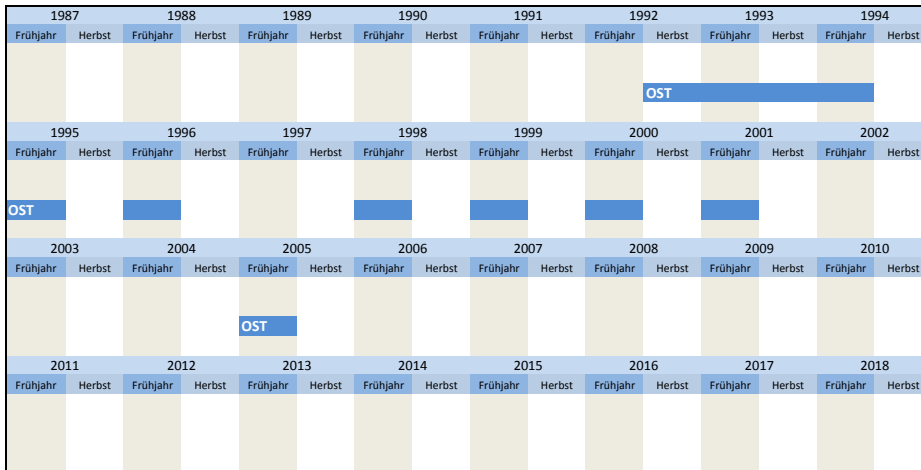 1987 1988 1989 1990 1991 1992 1993 1994
Frühjahr Herbst Frühjahr Herbst Frühjahr Herbst Frühjahr Herbst Frühjahr Herbst Frühjahr Herbst Frühjahr Herbst Frühjahr Herbst
OST
1995 1996 1997 1998 1999 2000 2001 2002
Frühjahr Herbst Frühjahr Herbst Frühjahr Herbst Frühjahr Herbst Frühjahr Herbst Frühjahr Herbst Frühjahr Herbst Frühjahr Herbst
OST
2003 2004 2005 2006 2007 2008 2009 2010
Frühjahr Herbst Frühjahr Herbst Frühjahr Herbst Frühjahr Herbst Frühjahr Herbst Frühjahr Herbst Frühjahr Herbst Frühjahr Herbst
OST
2011 2012 2013 2014 2015 2016 2017 2018
Frühjahr Herbst Frühjahr Herbst Frühjahr Herbst Frühjahr Herbst Frühjahr Herbst Frühjahr Herbst Frühjahr Herbst Frühjahr Herbst